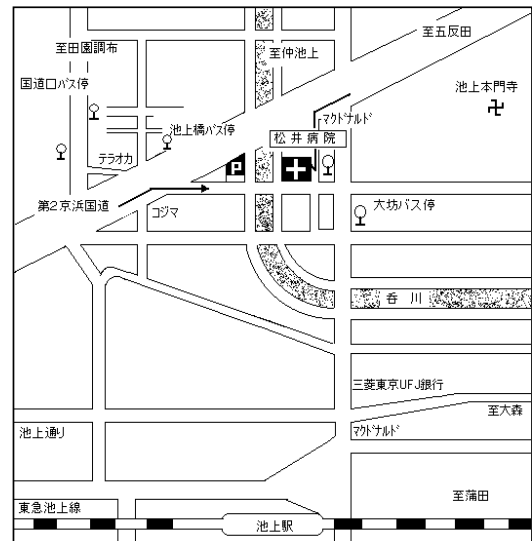 至五反田
至田園調布
至仲池上
国道口バス停
池上本門寺
マクドナルド
池上橋バス停
松井病院
テラオカ
P
第2京浜国道
コジマ
大坊バス停
呑川
三菱東京UFJ銀行
至大森
池上通り
マクドナルド
至蒲田
東急池上線
池上駅